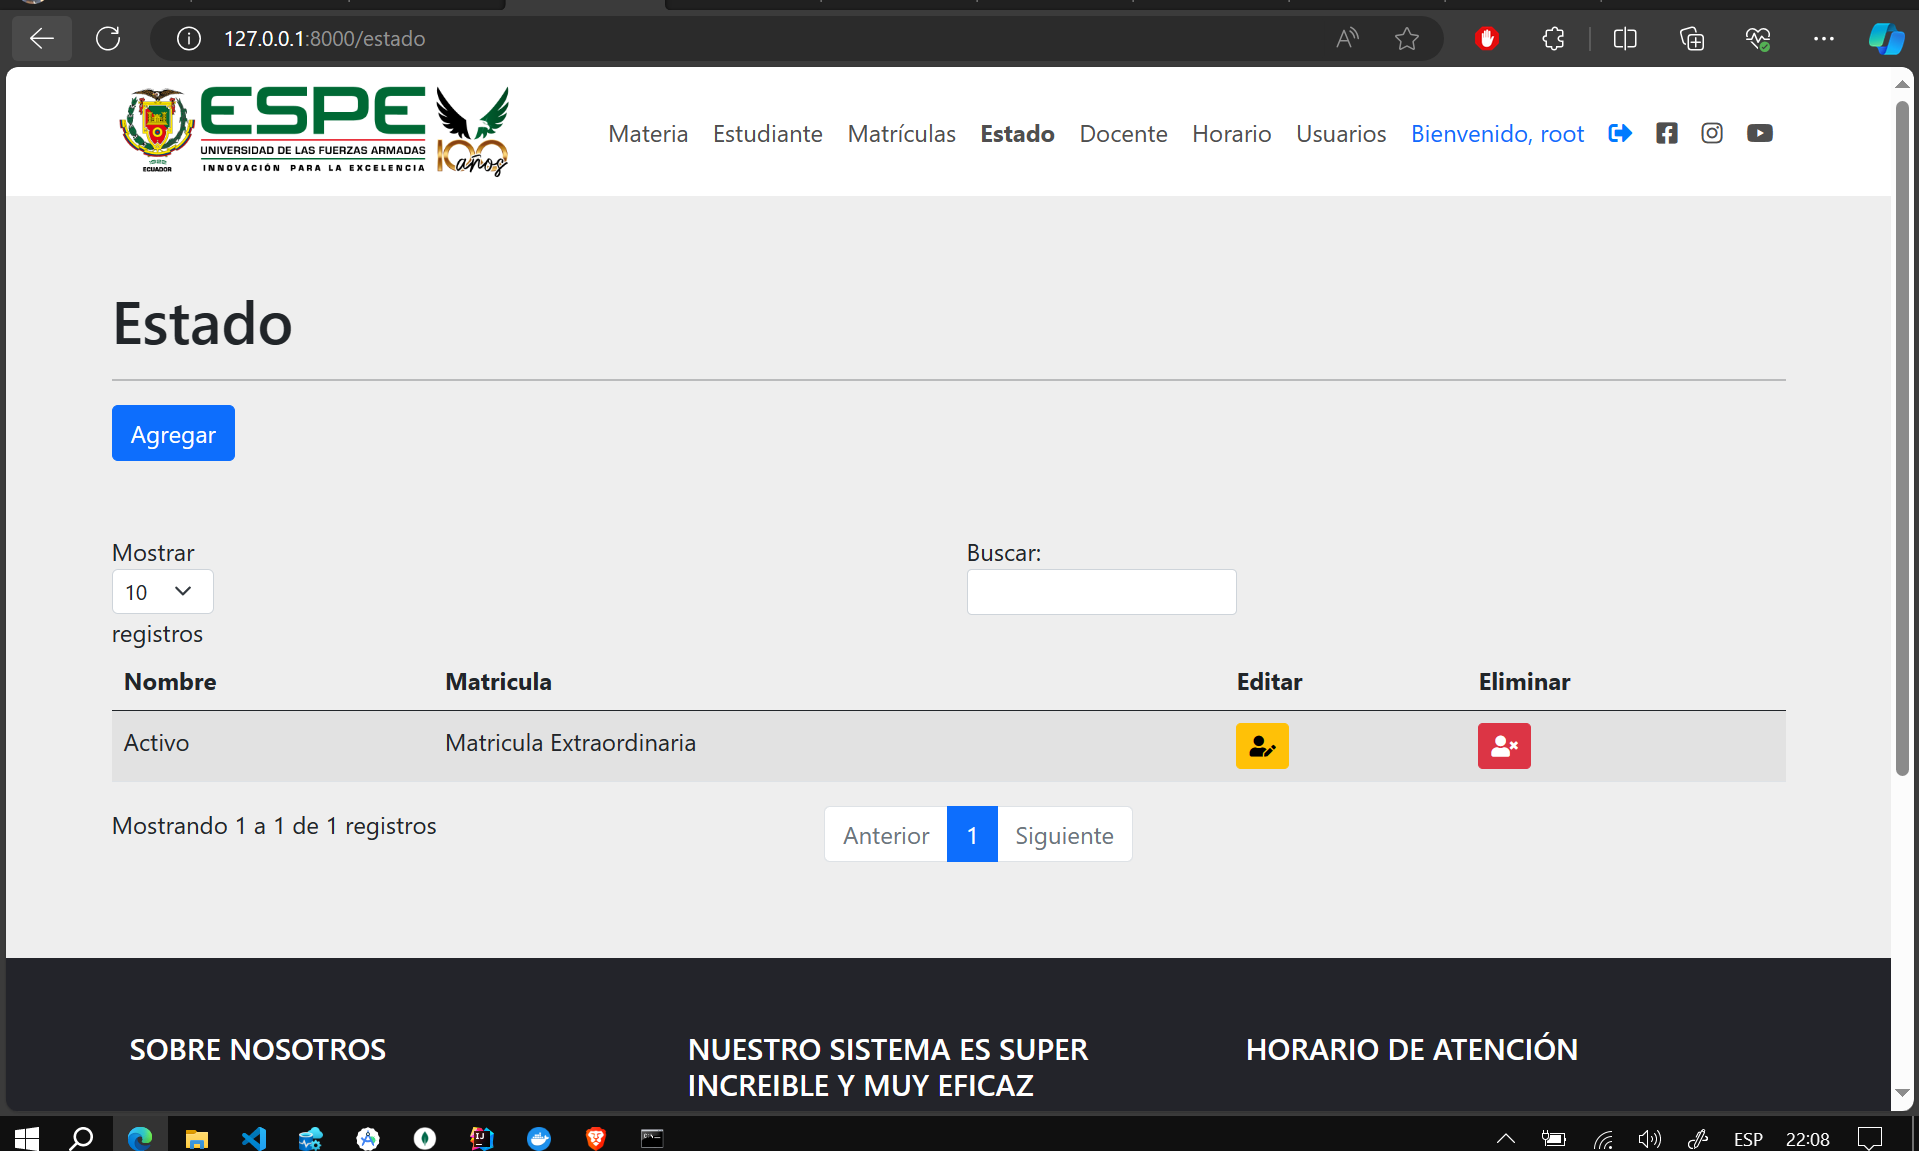 127.0.0.1:8000/estado
ESPE
UNIVERSIDAD DE LAS FUERZAS ARMADAS
INNOVACIÓN PARA LA EXCELENCIA
ECUADOR
100 años
Materia Estudiante Matrículas Estado Docente Horario Usuarios Bienvenido, root
Estado
Agregar
Mostrar
10
registros
Buscar:
Nombre Matricula Editar Eliminar
Activo Matricula Extraordinaria
Mostrando 1 a 1 de 1 registros
Anterior 1 Siguiente
SOBRE NOSOTROS
NUESTRO SISTEMA ES SUPER
INCREIBLE Y MUY EFICAZ
HORARIO DE ATENCIÓN
ESP 22:08